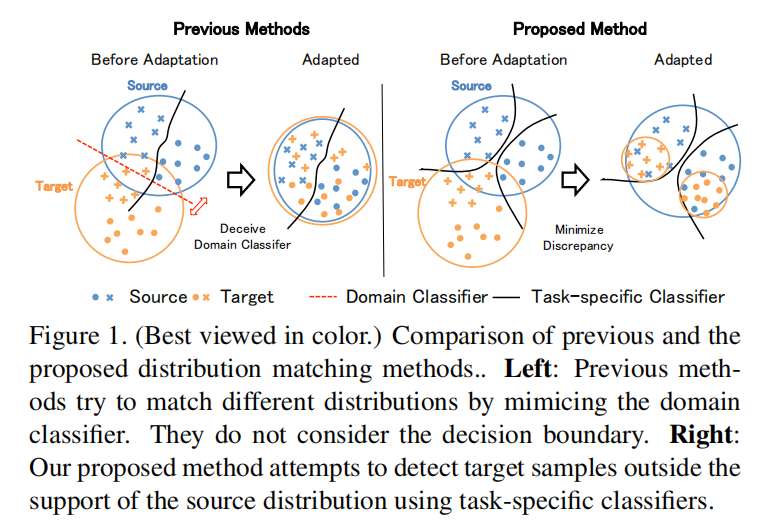 Previous Methods
Proposed Method
Before Adaptation
Adapted
Before Adaptation
Adapted
Source
Source
Target
Target
Deceive
Domain Classifer
Minimize
Discrepancy
Source
Target
Domain Classifier
Task-specific Classifier
Figure 1. (Best viewed in color.) Comparison of previous and the
proposed distribution matching methods.. Left: Previous meth-
ods try to match different distributions by mimicing the domain
classifier. They do not consider the decision boundary. Right:
Our proposed method attempts to detect target samples outside the
support of the source distribution using task-specific classifiers.